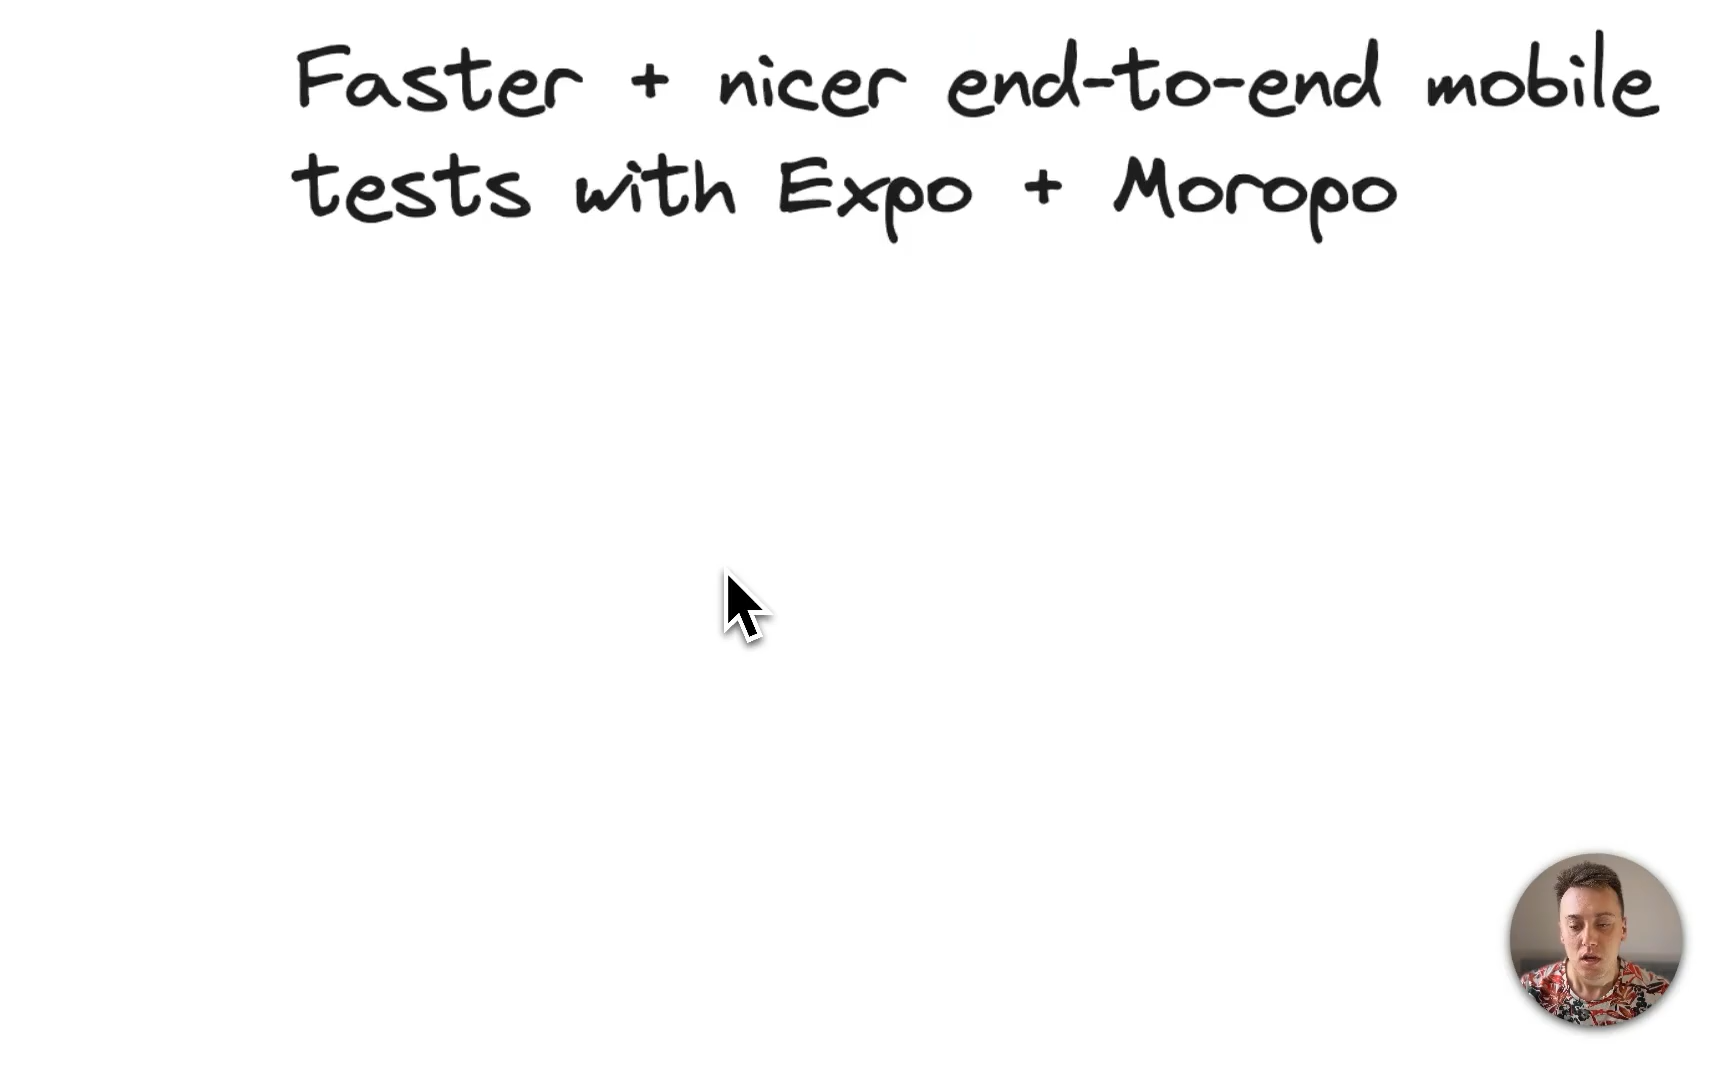 Faster + nicer end-to-end mobile
tests with Expo + Moropo